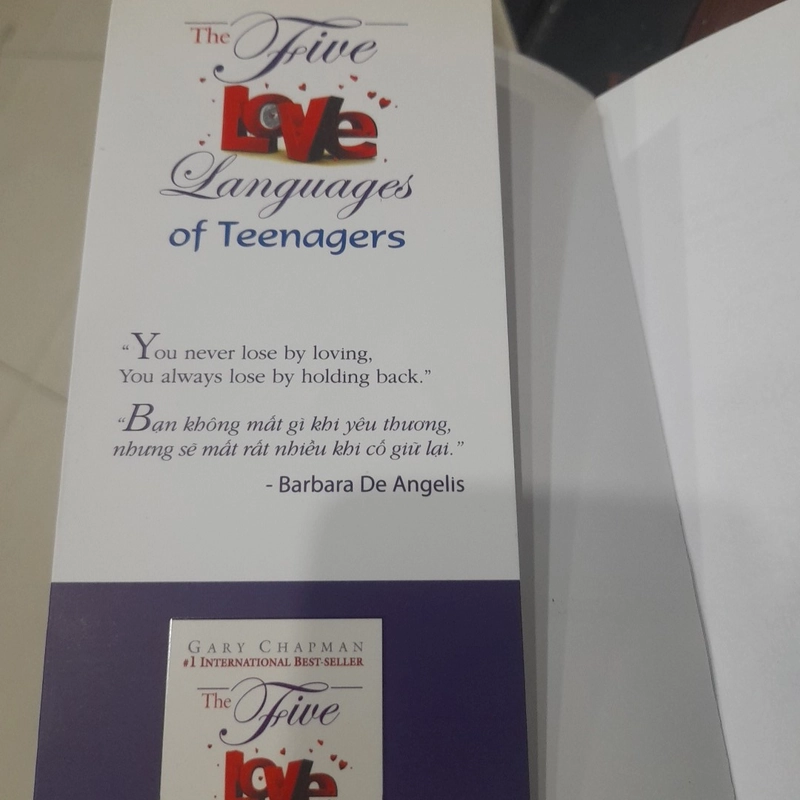 The Five
Love
Languages
of Teenagers
“You never lose by loving,
You always lose by holding back.”
“Bạn không mất gì khi yêu thương,
nhưng sẽ mất rất nhiều khi cố giữ lại.”
- Barbara De Angelis
GARY CHAPMAN
#1 INTERNATIONAL BEST-SELLER
The Five
Love